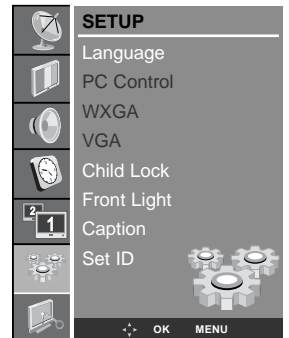 SETUP
Language
PC Control
WXGA
VGA
Child Lock
Front Light
2
1
Caption
Set ID
OK MENU